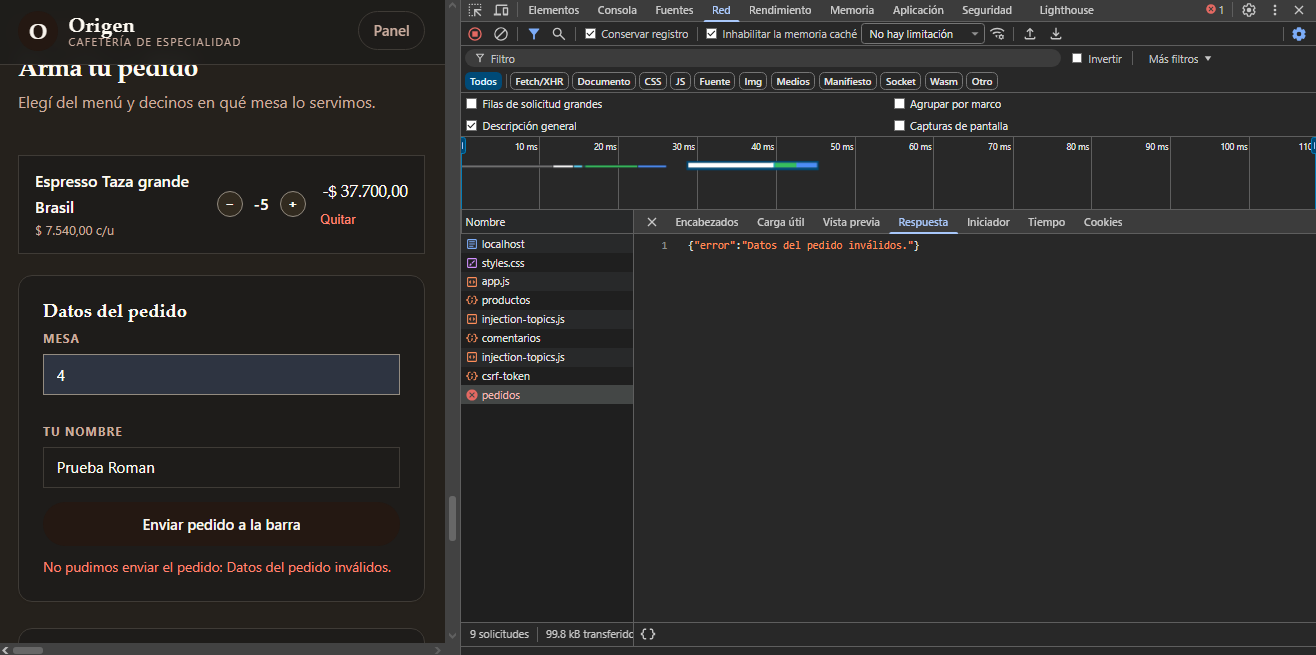 O Origen Panel
CAFETERÍA DE ESPECIALIDAD
Arma tu pedido
Elegí del menú y decinos en qué mesa lo servimos.
Espresso Taza grande
Brasil
− -5 + -$ 37.700,00
$ 7.540,00 c/u
Quitar
Datos del pedido
MESA
4
TU NOMBRE
Prueba Roman
Enviar pedido a la barra
No pudimos enviar el pedido: Datos del pedido inválidos.
Elementos Consola Fuentes Red Rendimiento Memoria Aplicación Seguridad Lighthouse 1
Conservar registro Inhabilitar la memoria caché No hay limitación
Filtro Invertir Más filtros
Todos Fetch/XHR Documento CSS JS Fuente Img Medios Manifiesto Socket Wasm Otro
Filas de solicitud grandes Agrupar por marco
Descripción general Capturas de pantalla
10 ms 20 ms 30 ms 40 ms 50 ms 60 ms 70 ms 80 ms 90 ms 100 ms 110
Nombre
localhost
styles.css
app.js
productos
injection-topics.js
comentarios
injection-topics.js
csrf-token
pedidos
Encabezados Carga útil Vista previa Respuesta Iniciador Tiempo Cookies
1 {"error":"Datos del pedido inválidos."}
9 solicitudes 99.8 kB transferido {}